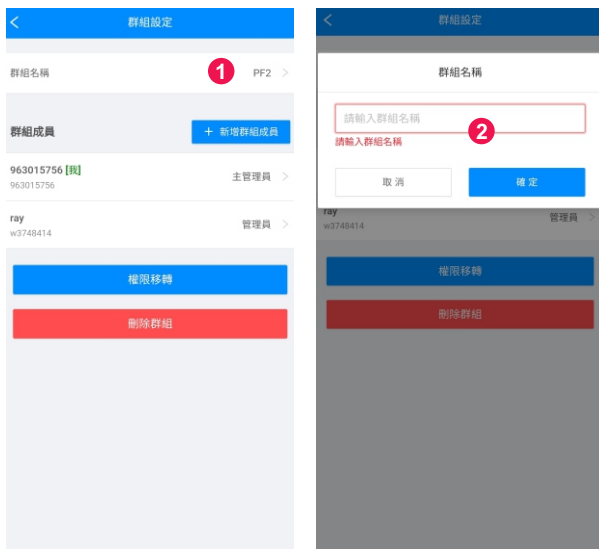 群組設定
群組名稱
1
PF2
群組成員
+ 新增群組成員
963015756 [我]
963015756
主管理員
ray
w3748414
管理員
權限移轉
刪除群組
群組設定
群組名稱
請輸入群組名稱
2
請輸入群組名稱
取消
確定
ray
w3748414
管理員
權限移轉
刪除群組